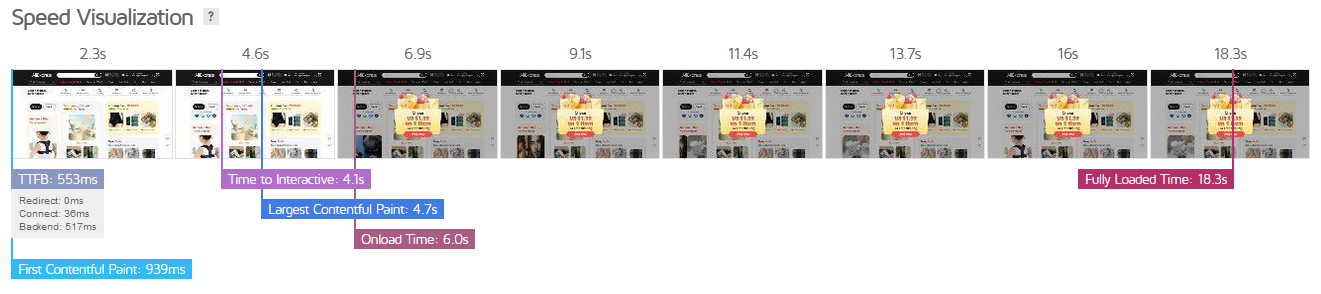 Speed Visualization ?
2.3s 4.6s 6.9s 9.1s 11.4s 13.7s 16s 18.3s
TTFB: 553ms
Redirect: 0ms
Connect: 36ms
Backend: 517ms
Time to Interactive: 4.1s
Fully Loaded Time: 18.3s
Largest Contentful Paint: 4.7s
Onload Time: 6.0s
First Contentful Paint: 939ms